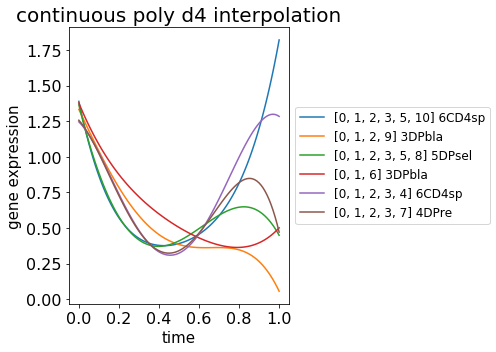 continuous poly d4 interpolation
gene expression
1.75
1.50
1.25
1.00
0.75
0.50
0.25
0.00
0.0 0.2 0.4 0.6 0.8 1.0
time
[0, 1, 2, 3, 5, 10] 6CD4sp
[0, 1, 2, 9] 3DPbla
[0, 1, 2, 3, 5, 8] 5DPsel
[0, 1, 6] 3DPbla
[0, 1, 2, 3, 4] 6CD4sp
[0, 1, 2, 3, 7] 4DPre